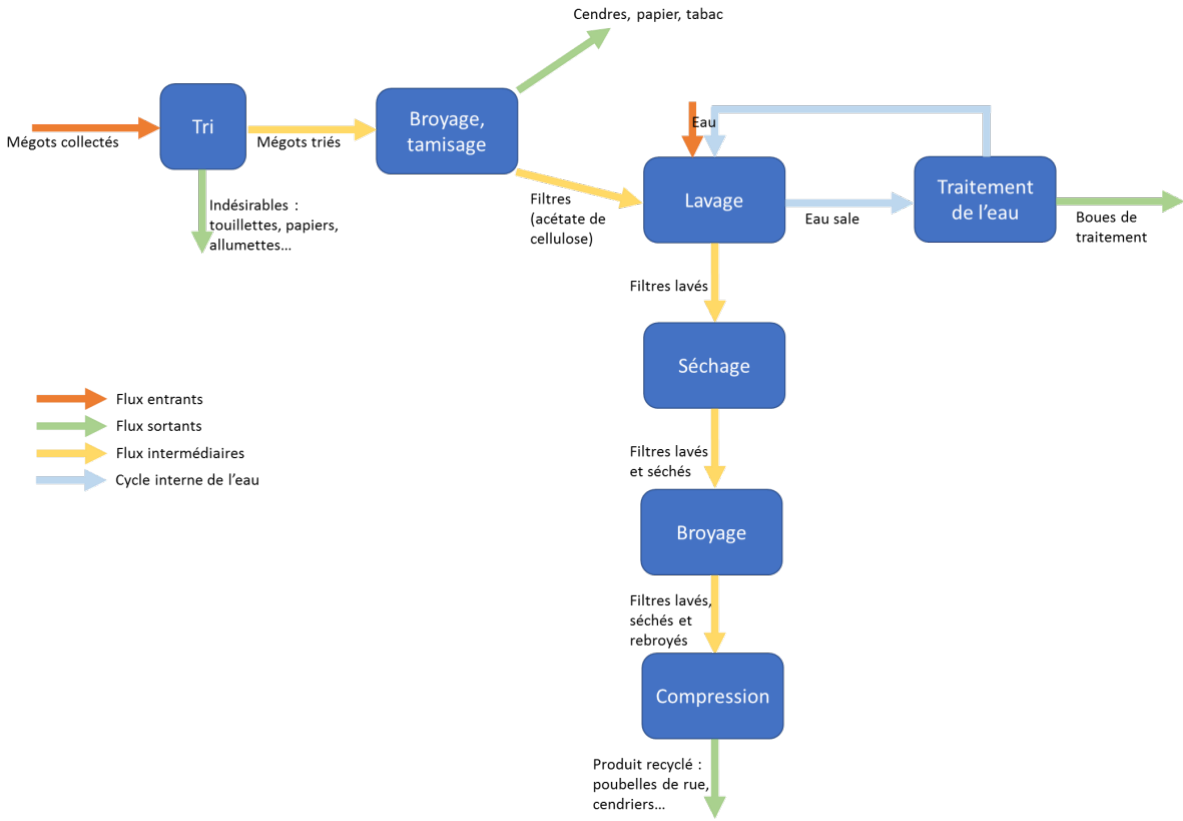 Cendres, papier, tabac
Mégots collectés
Tri
Mégots triés
Broyage,
tamisage
Indésirables :
touillettes, papiers,
allumettes…
Filtres
(acétate de
cellulose)
Eau
Lavage
Eau sale
Traitement
de l’eau
Boues de
traitement
Filtres lavés
Séchage
Flux entrants
Flux sortants
Flux intermédiaires
Cycle interne de l’eau
Filtres lavés
et séchés
Broyage
Filtres lavés,
séchés et
rebroyés
Compression
Produit recyclé :
poubelles de rue,
cendriers…